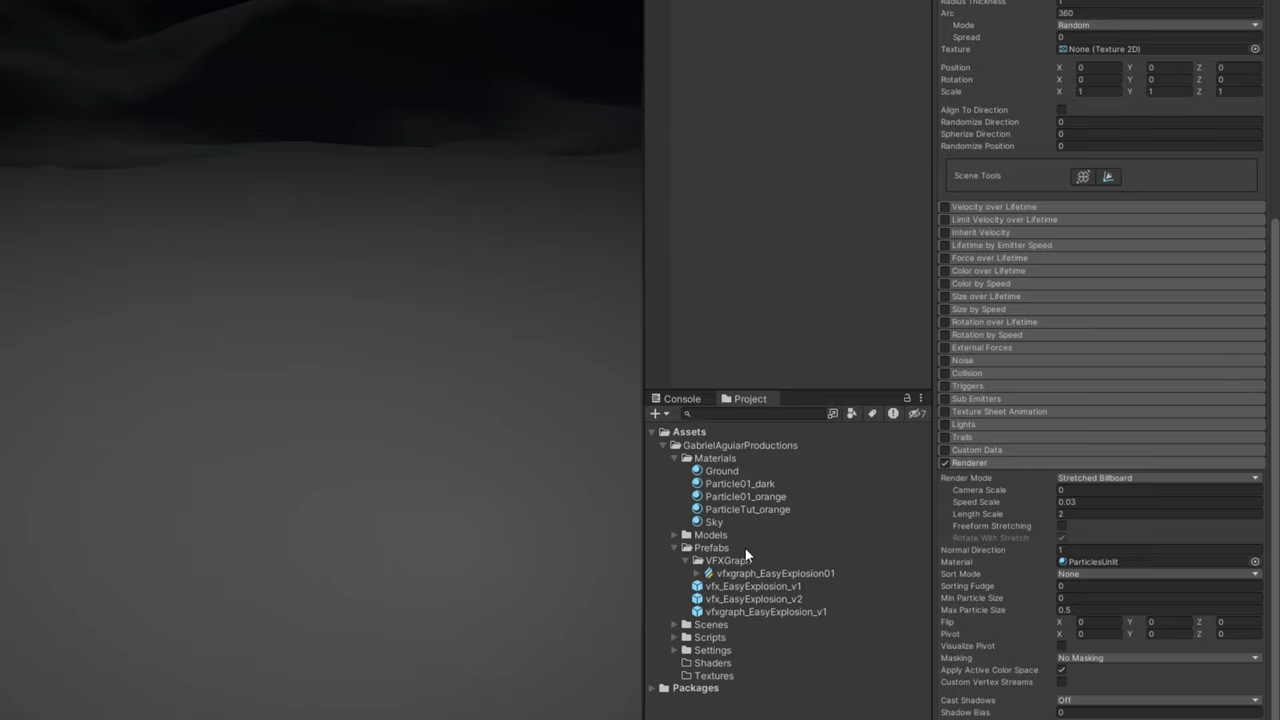 Radius Thickness 1
Arc 360
Mode Random
Spread 0
Texture None (Texture 2D)
Position X 0 Y 0 Z 0
Rotation X 0 Y 0 Z 0
Scale X 1 Y 1 Z 1
Align To Direction
Randomize Direction 0
Spherize Direction 0
Randomize Position 0
Scene Tools
Velocity over Lifetime
Limit Velocity over Lifetime
Inherit Velocity
Lifetime by Emitter Speed
Force over Lifetime
Color over Lifetime
Color by Speed
Size over Lifetime
Size by Speed
Rotation over Lifetime
Rotation by Speed
External Forces
Noise
Collision
Triggers
Sub Emitters
Texture Sheet Animation
Lights
Trails
Custom Data
Renderer
Render Mode Stretched Billboard
Camera Scale 0
Speed Scale 0.03
Length Scale 2
Freeform Stretching
Rotate With Stretch
Normal Direction 1
Material ParticlesUnlit
Sort Mode None
Sorting Fudge 0
Min Particle Size 0
Max Particle Size 0.5
Flip X 0 Y 0 Z 0
Pivot X 0 Y 0 Z 0
Visualize Pivot
Masking No Masking
Apply Active Color Space
Custom Vertex Streams
Cast Shadows Off
Shadow Bias 0
Console Project
7
Assets
GabrielAguiarProductions
Materials
Ground
Particle01_dark
Particle01_orange
ParticleTut_orange
Sky
Models
Prefabs
VFXGraph
vfxgraph_EasyExplosion01
vfx_EasyExplosion_v1
vfx_EasyExplosion_v2
vfxgraph_EasyExplosion_v1
Scenes
Scripts
Settings
Shaders
Textures
Packages